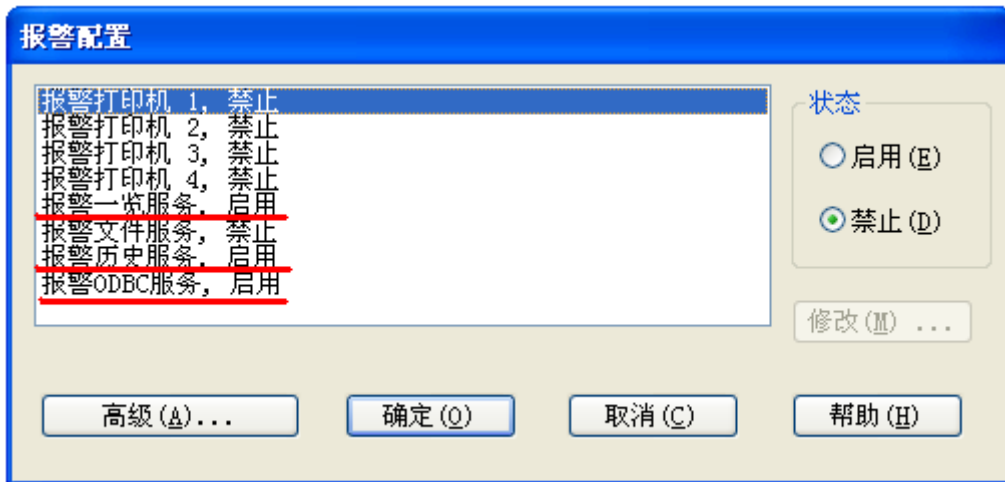 报警配置
报警打印机 1, 禁止
报警打印机 2, 禁止
报警打印机 3, 禁止
报警打印机 4, 禁止
报警一览服务, 启用
报警文件服务, 禁止
报警历史服务, 启用
报警ODBC服务, 启用
状态
启用(E)
禁止(D)
修改(M) ...
高级(A)...
确定(O)
取消(C)
帮助(H)